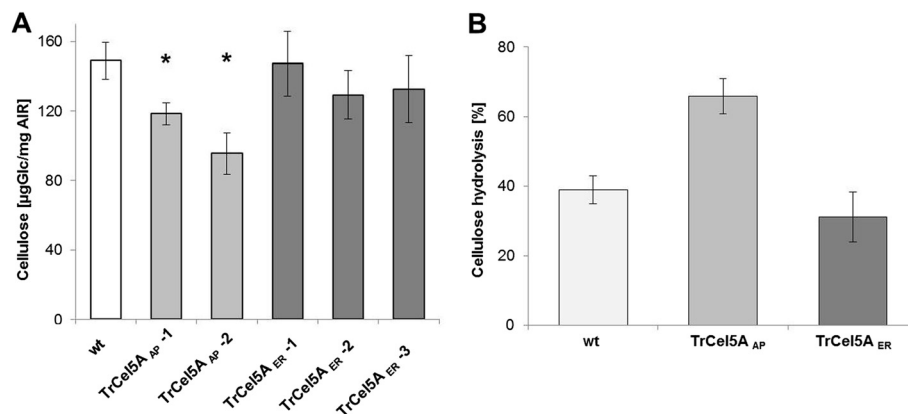 A
Cellulose [µgGlc/mg AIR]
160
120
80
40
0
*
*
wt
TrCel5A AP -1
TrCel5A AP -2
TrCel5A ER -1
TrCel5A ER -2
TrCel5A ER -3
B
Cellulose hydrolysis [%]
80
60
40
20
0
wt
TrCel5A AP
TrCel5A ER